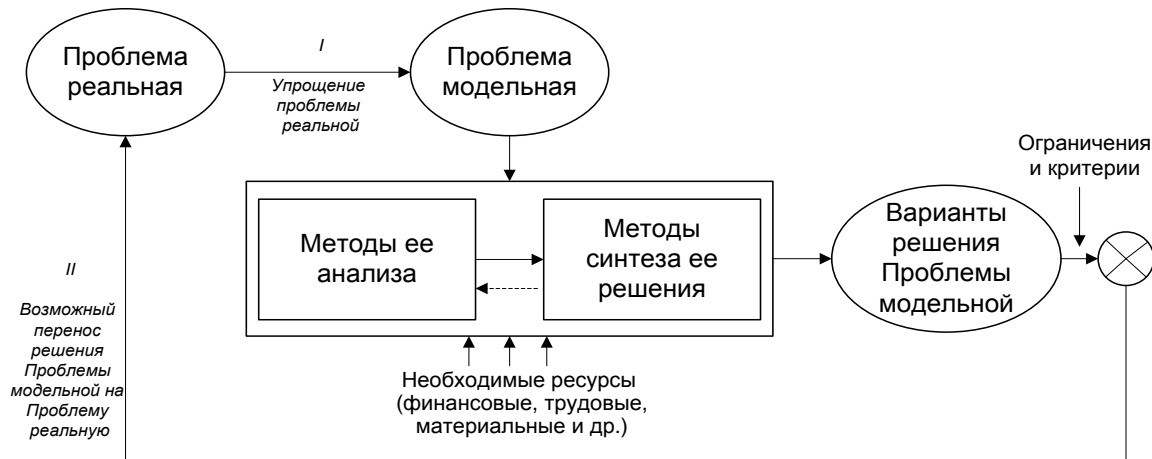 Проблема
реальная
I
Упрощение
проблемы
реальной
Проблема
модельная
Ограничения
и критерии
Методы ее
анализа
Методы
синтеза ее
решения
Варианты
решения
Проблемы
модельной
II
Возможный
перенос
решения
Проблемы
модельной на
Проблему
реальную
Необходимые ресурсы
(финансовые, трудовые,
материальные и др.)